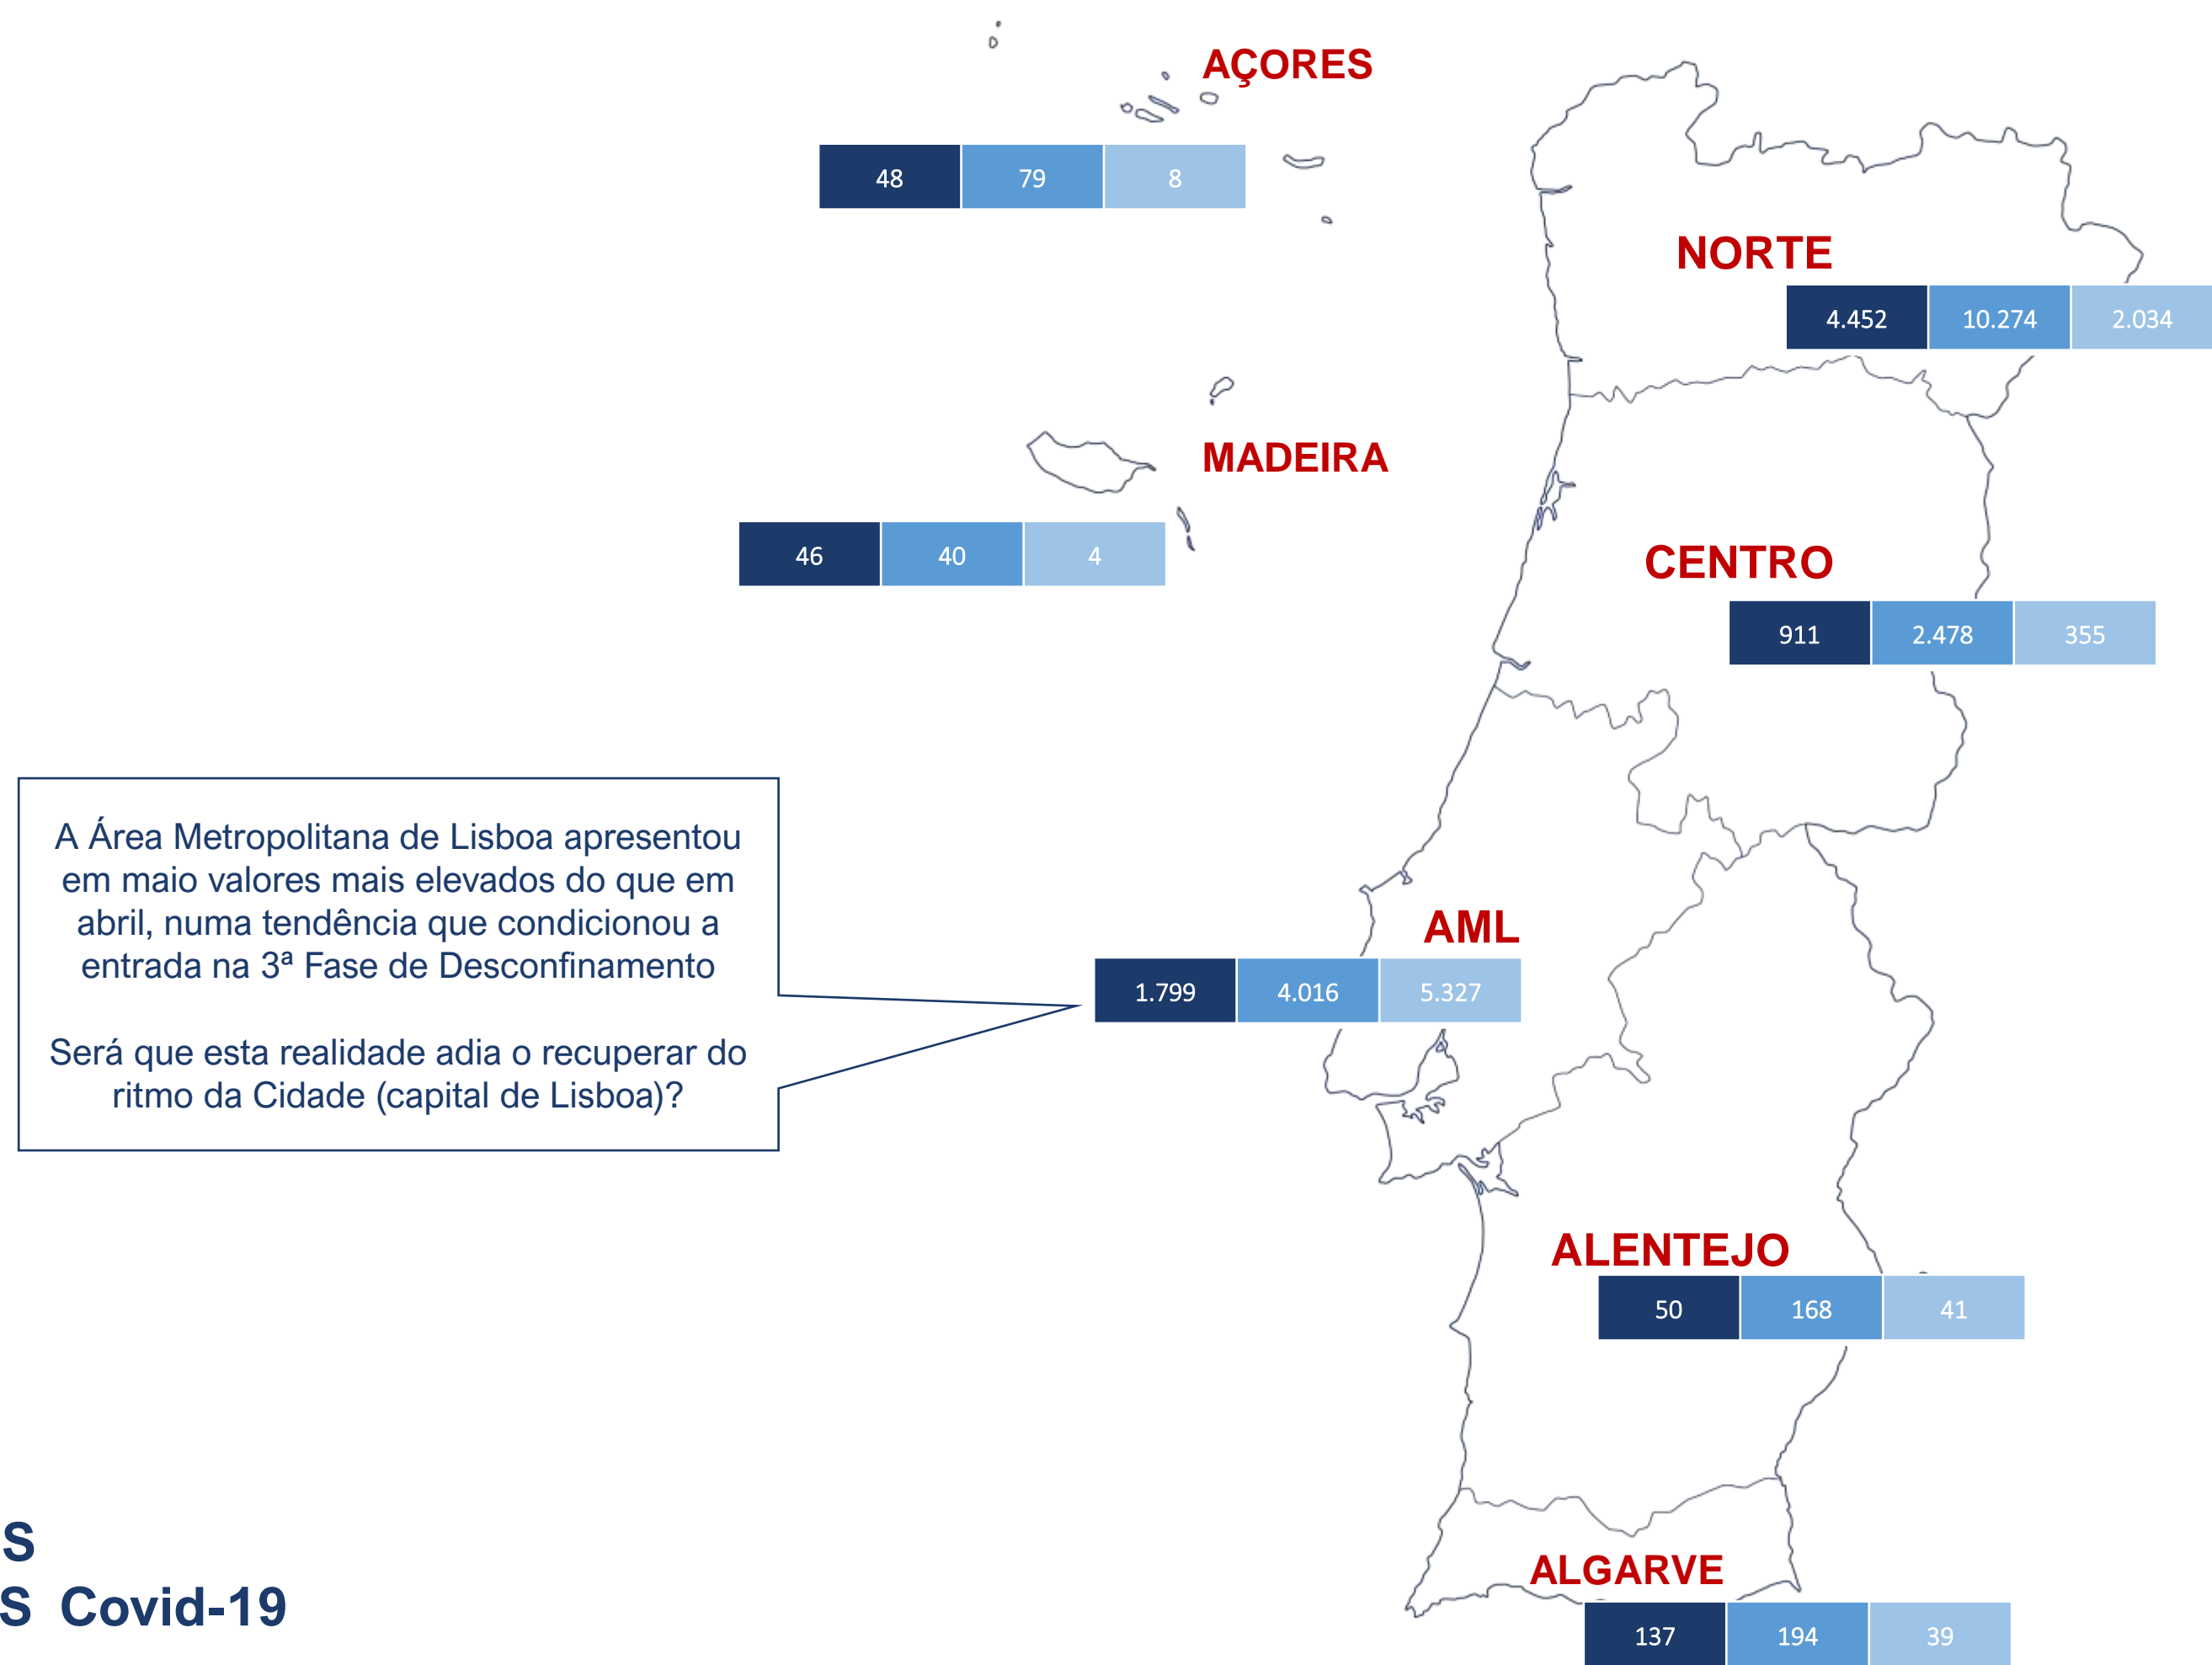 AÇORES
48 79 8
NORTE
4.452 10.274 2.034
MADEIRA
46 40 4
CENTRO
911 2.478 355
A Área Metropolitana de Lisboa apresentou
em maio valores mais elevados do que em
abril, numa tendência que condicionou a
entrada na 3ª Fase de Desconfinamento
Será que esta realidade adia o recuperar do
ritmo da Cidade (capital de Lisboa)?
AML
1.799 4.016 5.327
ALENTEJO
50 168 41
ALGARVE
137 194 39
S
S Covid-19